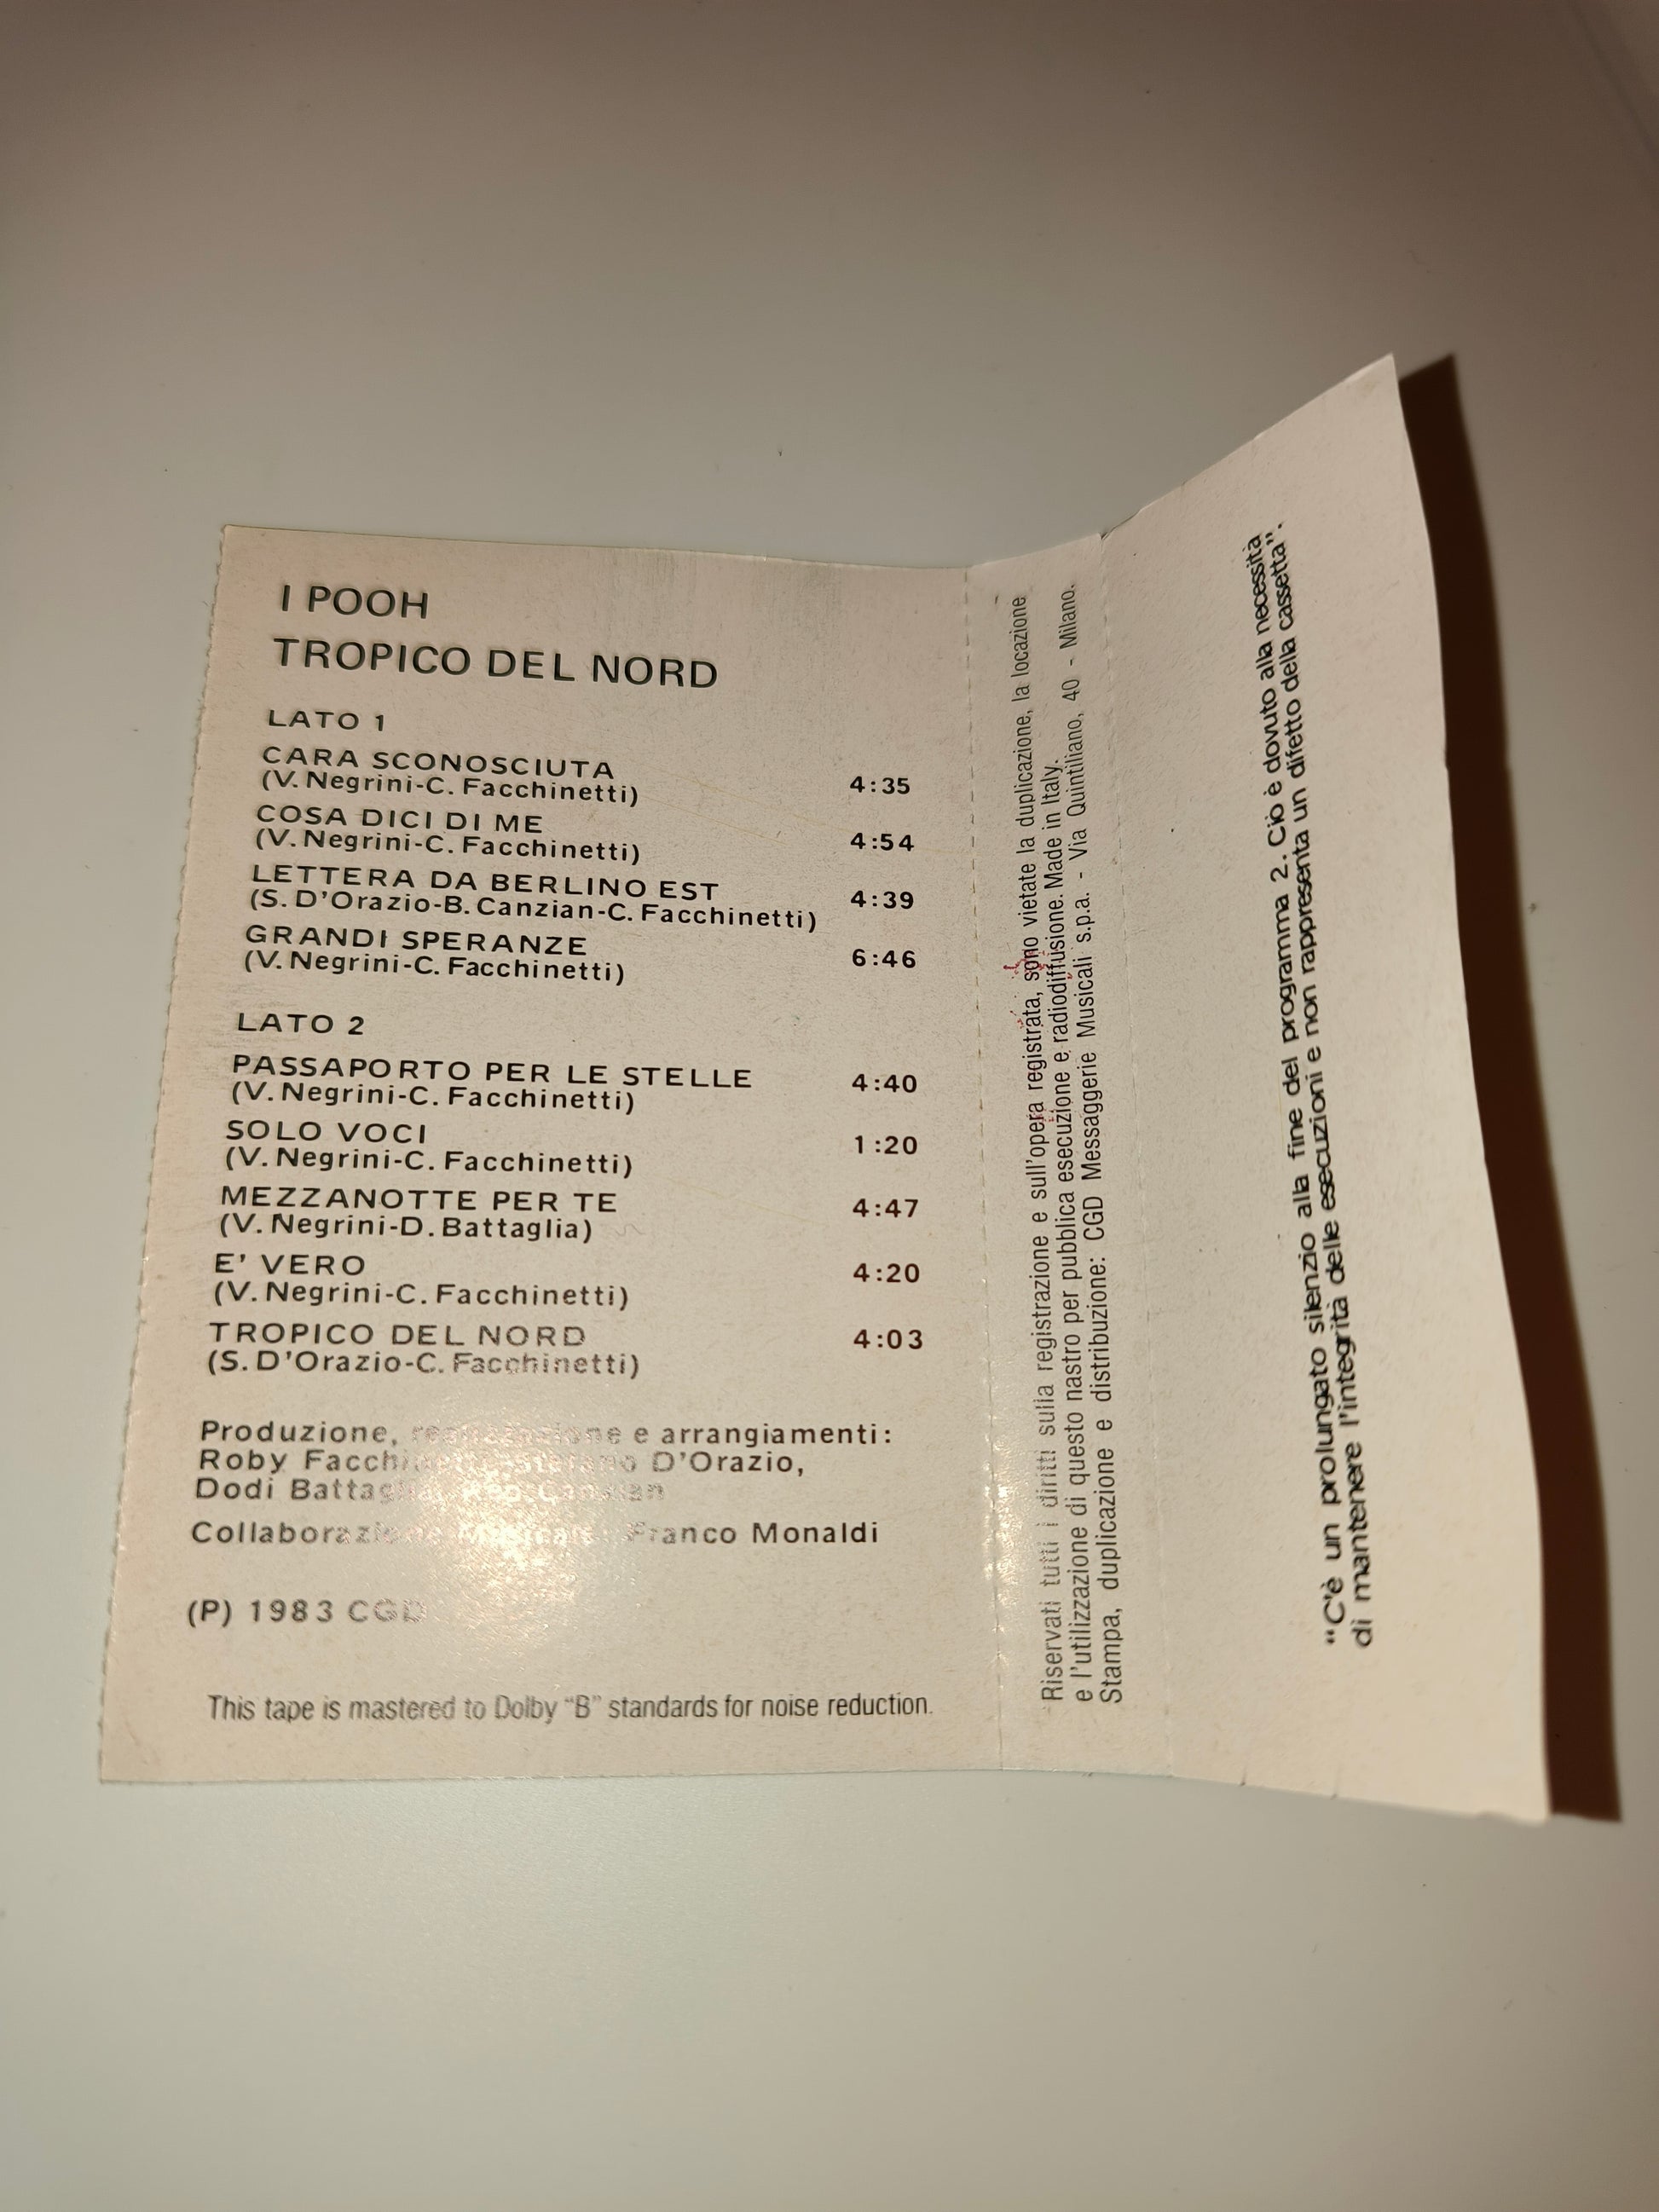 I POOH
TROPICO DEL NORD
LATO 1
CARA SCONOSCIUTA
(V. Negrini-C. Facchinetti) 4:35
COSA DICI DI ME
(V. Negrini-C. Facchinetti) 4:54
LETTERA DA BERLINO EST
(S. D'Orazio-B. Canzian-C. Facchinetti) 4:39
GRANDI SPERANZE
(V. Negrini-C. Facchinetti) 6:46
LATO 2
PASSAPORTO PER LE STELLE
(V. Negrini-C. Facchinetti) 4:40
SOLO VOCI
(V. Negrini-C. Facchinetti) 1:20
MEZZANOTTE PER TE
(V. Negrini-D. Battaglia) 4:47
E' VERO
(V. Negrini-C. Facchinetti) 4:20
TROPICO DEL NORD 4:03
(S. D'Orazio-C. Facchinetti)
Produzione, e arrangiamenti:
Roby Facchinetti, Stefano D'Orazio,
Dodi Battaglia, Red Canzian
Collaborazione Musicale: Franco Monaldi
(P) 1983 CGD
This tape is mastered to Dolby "B" standards for noise reduction.
Riservati tutti i diritti sulla registrazione e sull'opera registrata, sono vietate la duplicazione, la locazione
e l'utilizzazione di questo nastro per pubblica esecuzione e radiodiffusione. Made in Italy.
Stampa, duplicazione e distribuzione: CGD Messaggerie Musicali s.p.a. - Via Quintiliano, 40 - Milano.
"C'è un prolungato silenzio alla fine del programma 2. Ciò è dovuto alla necessità
di mantenere l'integrità delle esecuzioni e non rappresenta un difetto della cassetta".